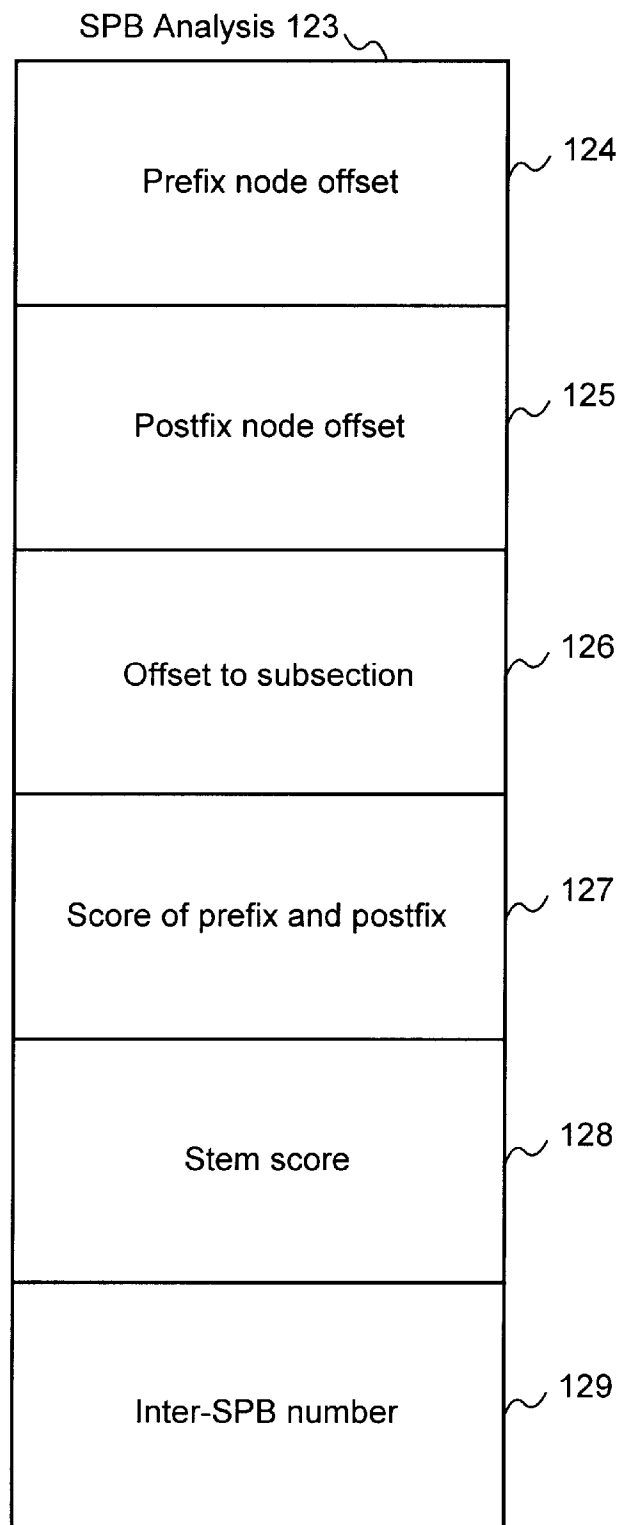 SPB Analysis 123
Prefix node offset
124
Postfix node offset
125
Offset to subsection
126
Score of prefix and postfix
127
Stem score
128
Inter-SPB number
129